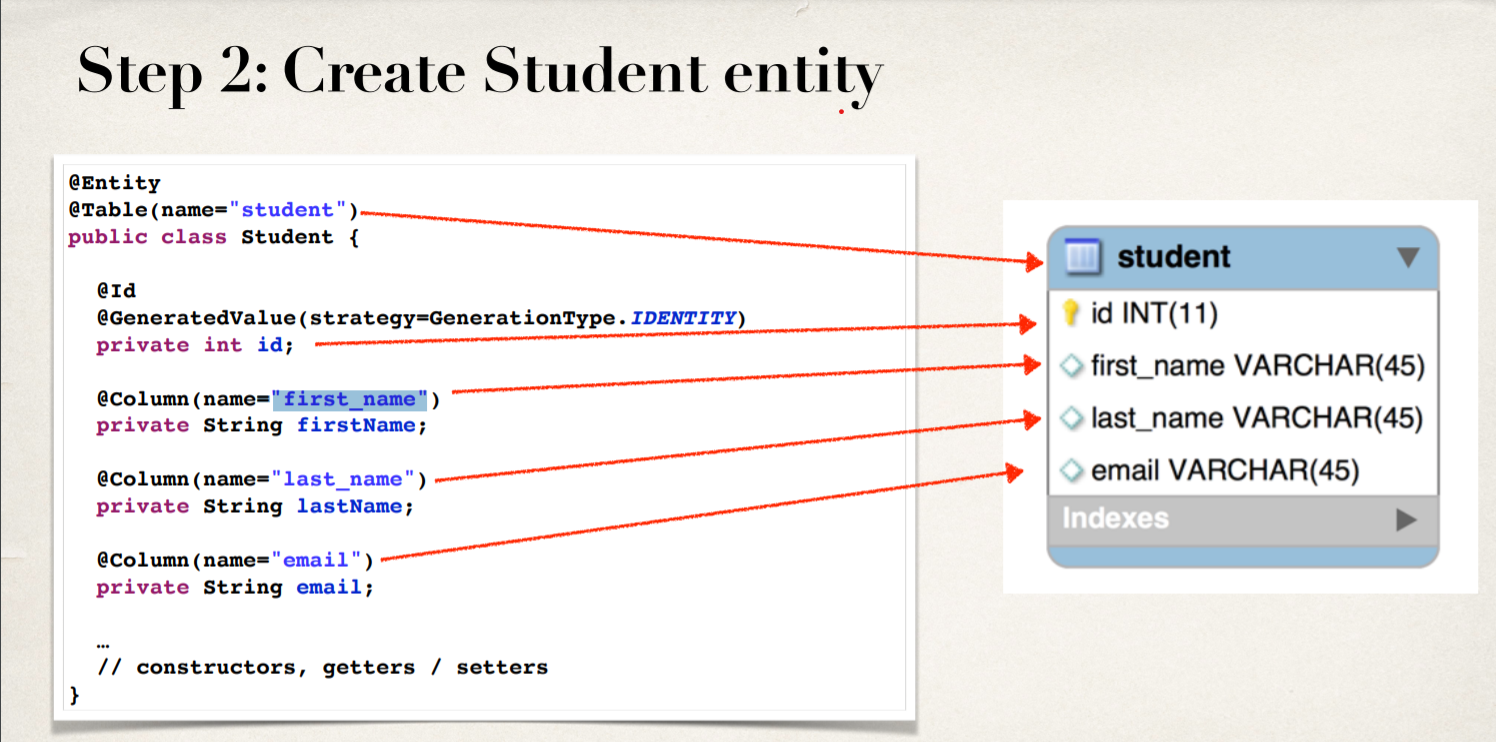 Step 2: Create Student entity
@Entity
@Table(name="student")
public class Student {
@Id
@GeneratedValue(strategy=GenerationType.IDENTITY)
private int id;
@Column(name="first_name")
private String firstName;
@Column(name="last_name")
private String lastName;
@Column(name="email")
private String email;
…
// constructors, getters / setters
}
student
id INT(11)
first_name VARCHAR(45)
last_name VARCHAR(45)
email VARCHAR(45)
Indexes